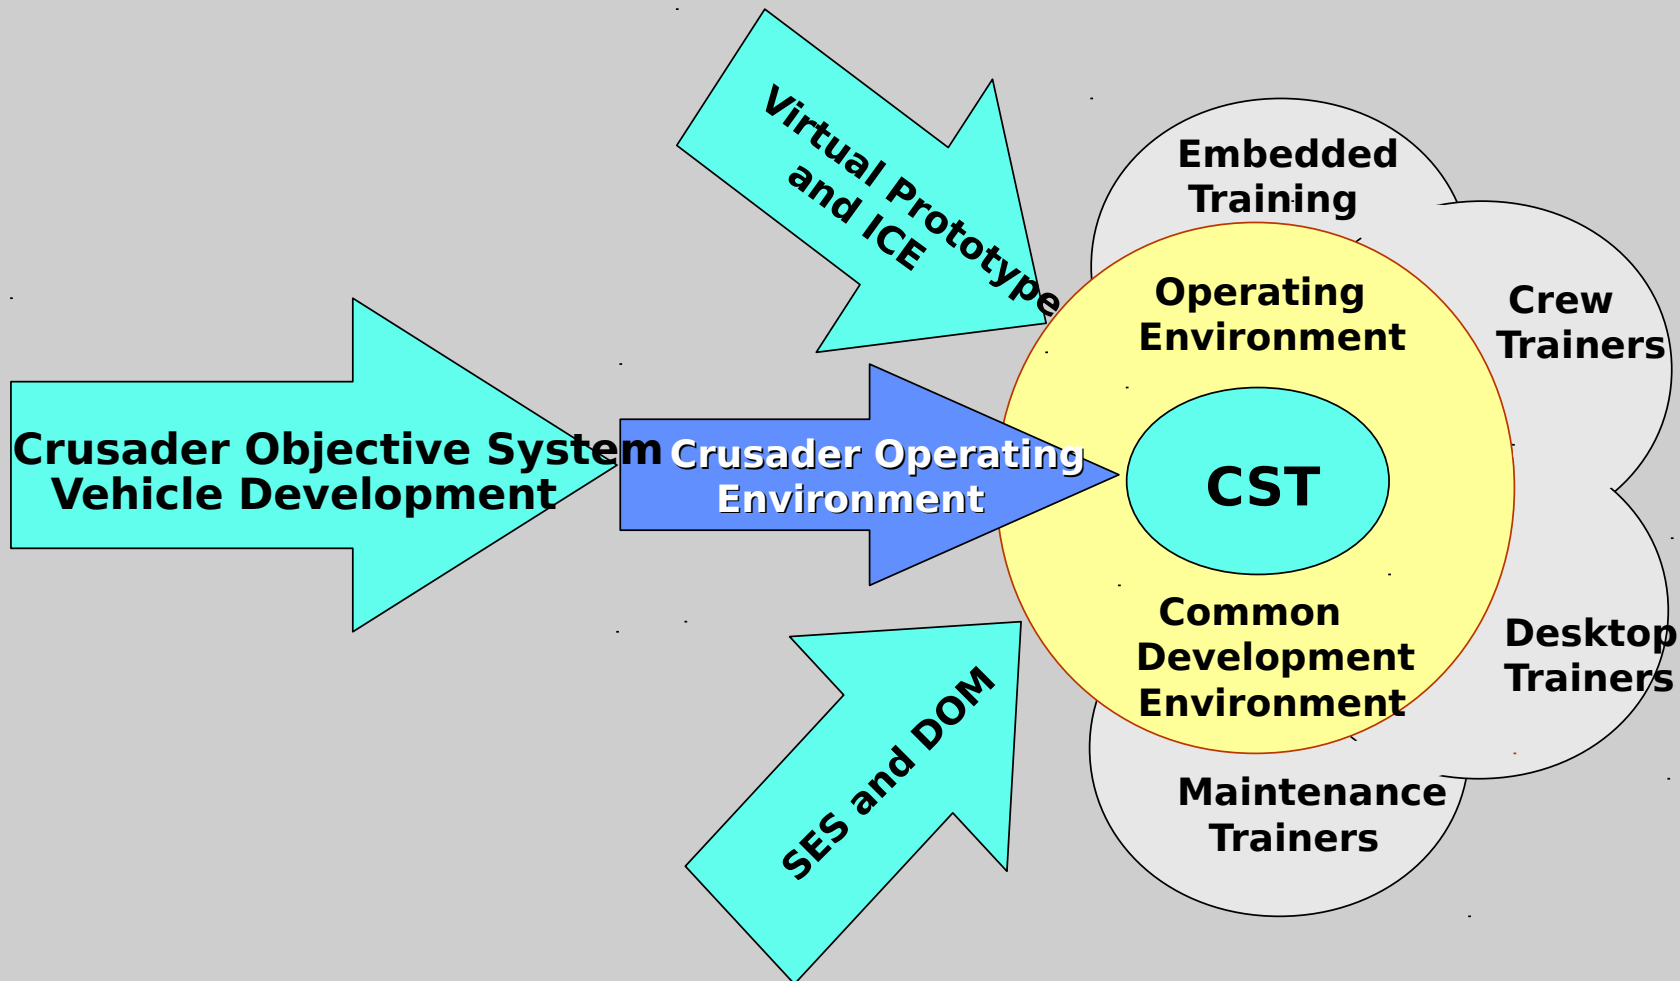 Virtual Prototype
and ICE
Embedded
Training
Operating
Environment
Crew
Trainers
Crusader Objective System
Vehicle Development
Crusader Operating
Environment
CST
Common
Development
Environment
Desktop
Trainers
SES and DOM
Maintenance
Trainers